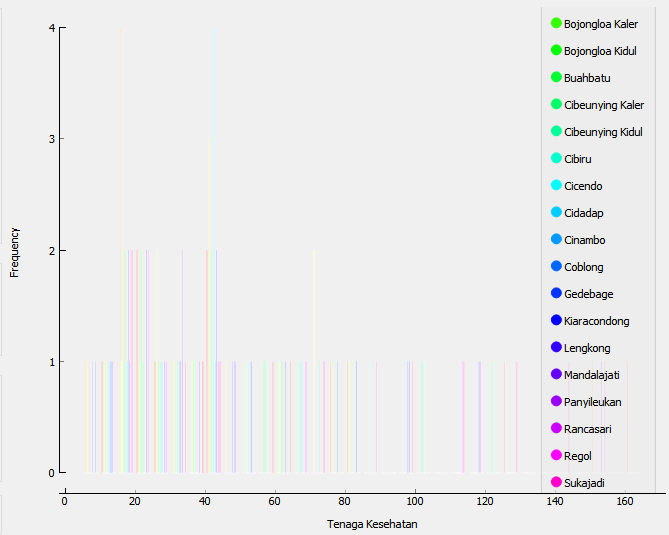 4
3
2
1
0
Frequency
0 20 40 60 80 100 120 140 160
Tenaga Kesehatan
Bojongloa Kaler
Bojongloa Kidul
Buahbatu
Cibeunying Kaler
Cibeunying Kidul
Cibiru
Cicendo
Cidadap
Cinambo
Coblong
Gedebage
Kiaracondong
Lengkong
Mandalajati
Panyileukan
Rancasari
Regol
Sukajadi